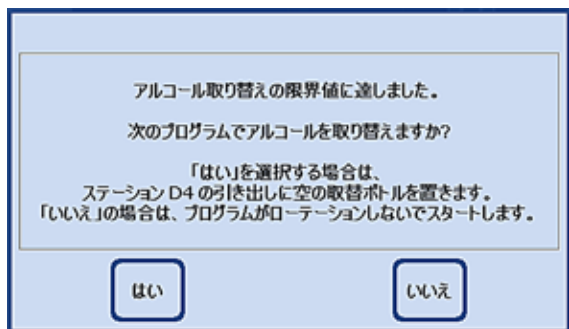 アルコール取り替えの限界値に達しました。
次のプログラムでアルコールを取り替えますか?
「はい」を選択する場合は、
ステーション D4 の引き出しに空の取替ボトルを置きます。
「いいえ」の場合は、プログラムがローテーションしないでスタートします。
はい
いいえ